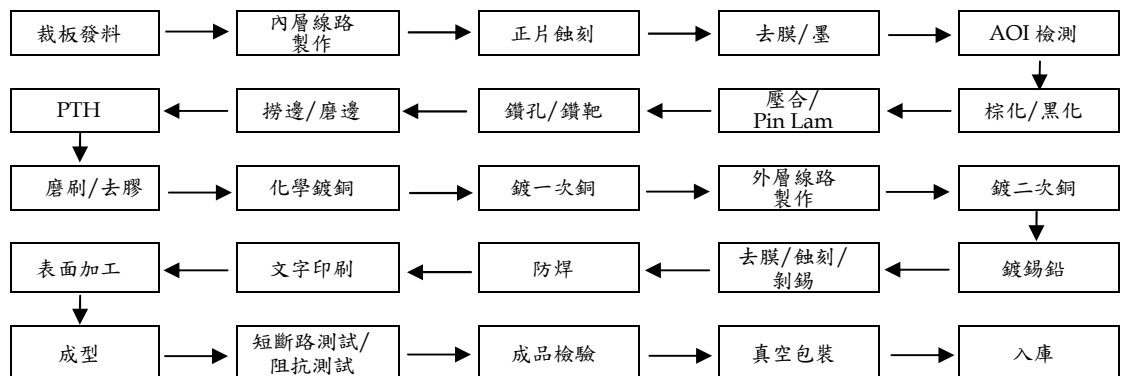 裁板發料
內層線路
製作
正片蝕刻
去膜/墨
AOI 檢測
棕化/黑化
壓合/
Pin Lam
鑽孔/鑽靶
撈邊/磨邊
PTH
磨刷/去膠
化學鍍銅
鍍一次銅
外層線路
製作
鍍二次銅
鍍錫鉛
去膜/蝕刻/
剝錫
防焊
文字印刷
表面加工
成型
短斷路測試/
阻抗測試
成品檢驗
真空包裝
入庫